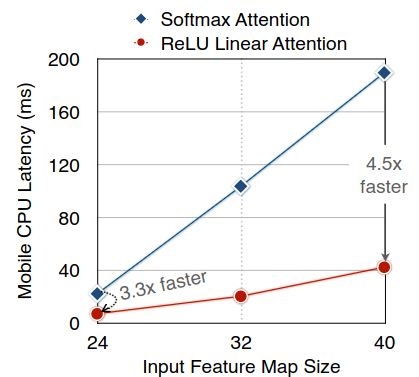 Softmax Attention
ReLU Linear Attention
200
160
120
80
40
0
Mobile CPU Latency (ms)
4.5x
faster
3.3x faster
24
32
40
Input Feature Map Size